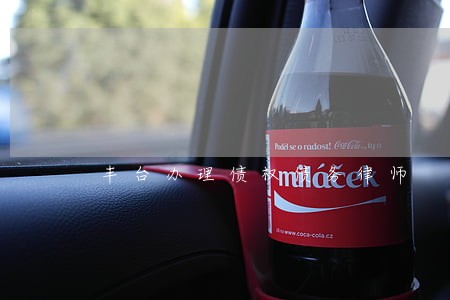 Poděl se o radost! Coca-Cola, ty a
miláček
www.coca-cola.cz
丰台办理债权债务律师